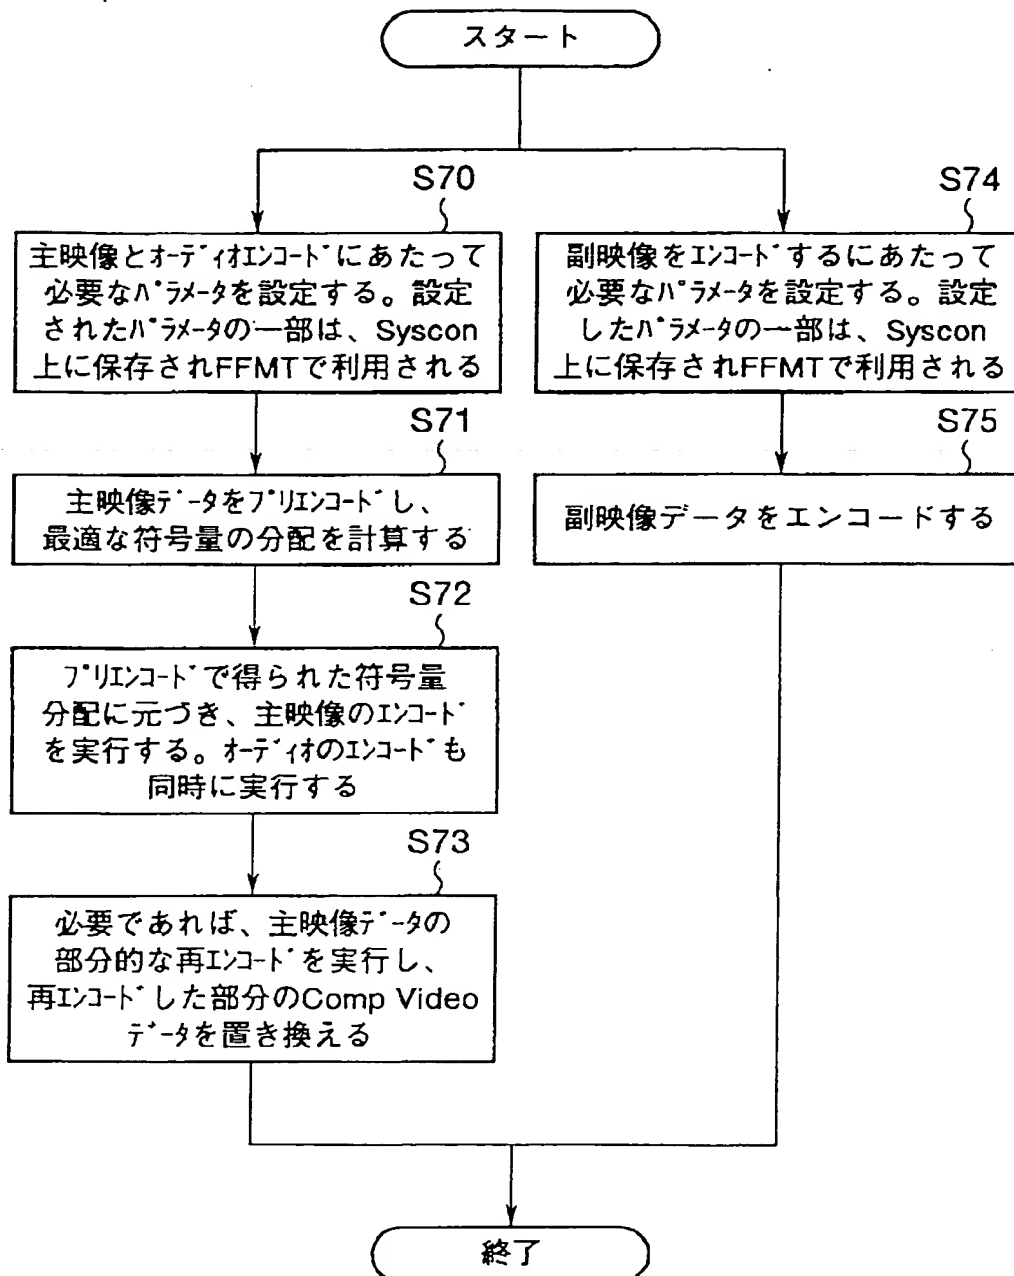 スタート
S70
主映像とオーディオエンコードにあたって
必要なパラメータを設定する。設定
されたパラメータの一部は、Syscon
上に保存されFFMTで利用される
S71
主映像データをプリエンコードし、
最適な符号量の分配を計算する
S72
プリエンコードで得られた符号量
分配に元づき、主映像のエンコード
を実行する。オーディオのエンコードも
同時に実行する
S73
必要であれば、主映像データの
部分的な再エンコードを実行し、
再エンコードした部分のComp Video
データを置き換える
S74
副映像をエンコードするにあたって
必要なパラメータを設定する。設定
したパラメータの一部は、Syscon
上に保存されFFMTで利用される
S75
副映像データをエンコードする
終了